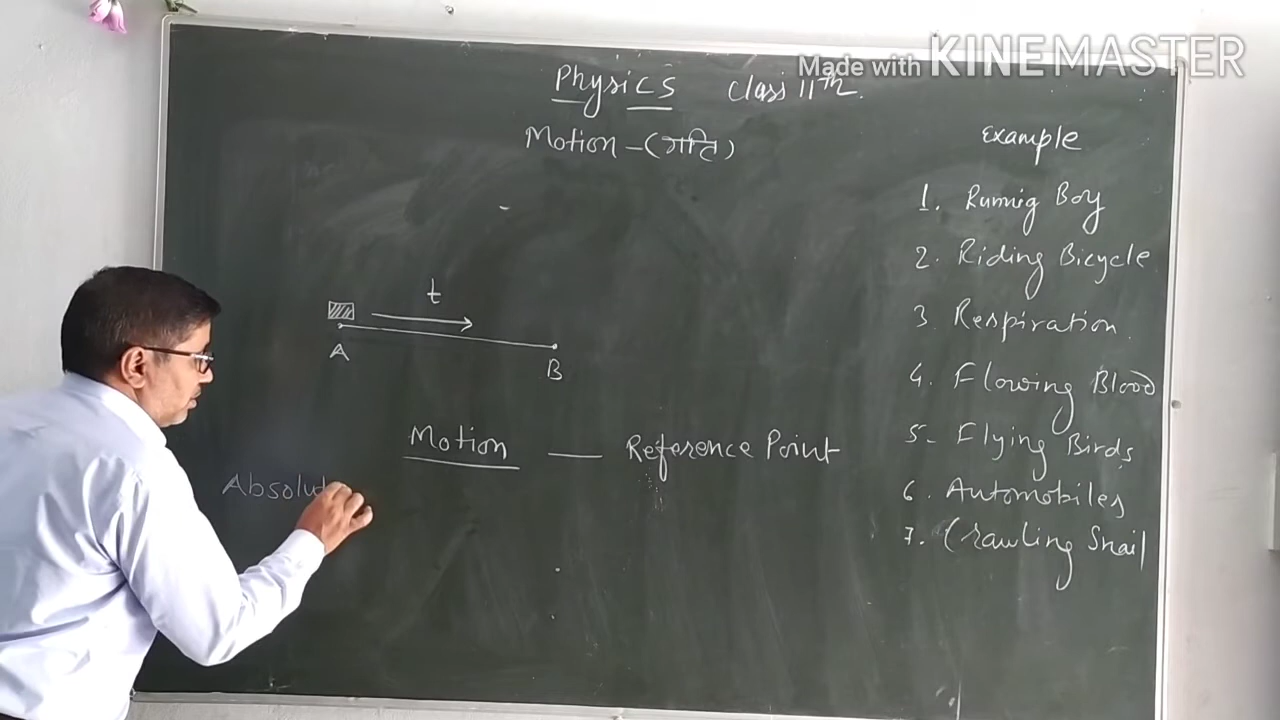 Made with KINEMASTER
Physics Class 11th.
Motion - (गति)
Example
1. Runnig Boy
2. Riding Bicycle
3. Respiration
4. Flowing Blood
5- Flying Birds
6. Automobiles
7. Crawling Snail
t
A
B
Motion — Reference Point
Absolut